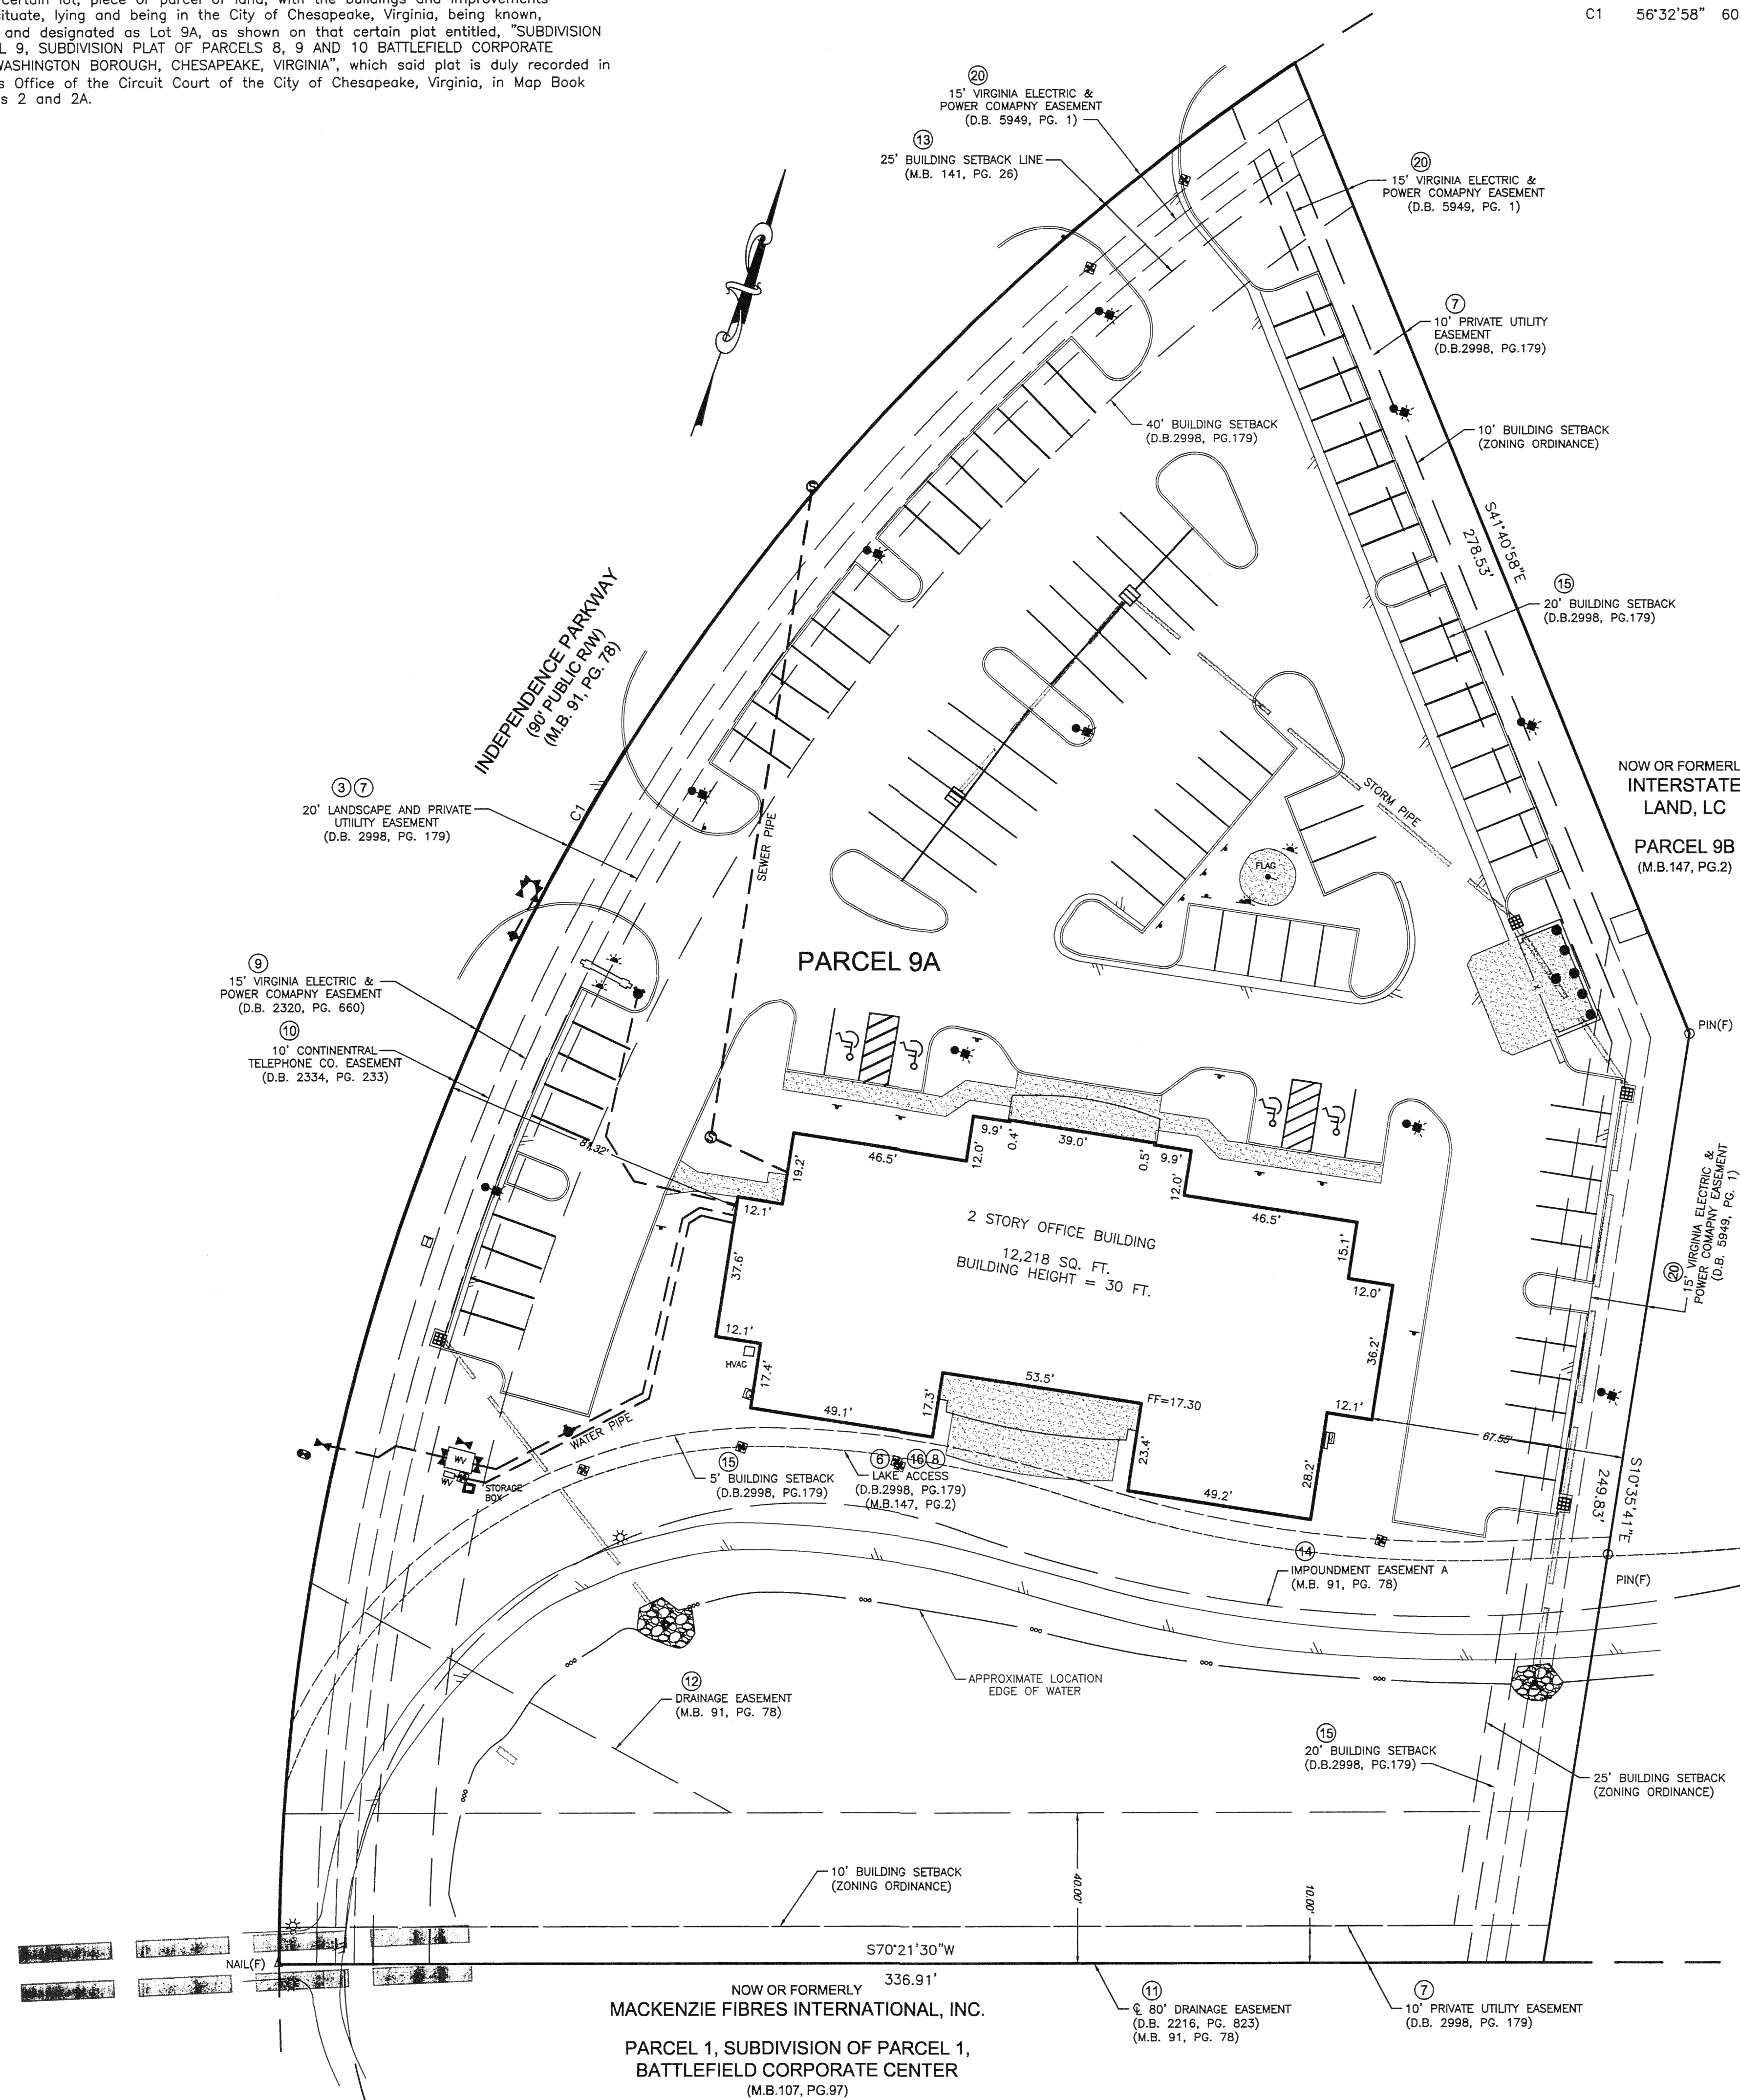 certain lot, piece or parcel of land, with the buildings and improvements
situate, lying and being in the City of Chesapeake, Virginia, being known,
and designated as Lot 9A, as shown on that certain plat entitled, "SUBDIVISION
9, SUBDIVISION PLAT OF PARCELS 8, 9 AND 10 BATTLEFIELD CORPORATE
WASHINGTON BOROUGH, CHESAPEAKE, VIRGINIA", which said plat is duly recorded in
Office of the Circuit Court of the City of Chesapeake, Virginia, in Map Book
2 and 2A.
C1 56°32'58" 60
20
15' VIRGINIA ELECTRIC &
POWER COMAPNY EASEMENT
(D.B. 5949, PG. 1)
13
25' BUILDING SETBACK LINE
(M.B. 141, PG. 26)
20
15' VIRGINIA ELECTRIC &
POWER COMAPNY EASEMENT
(D.B. 5949, PG. 1)
7
10' PRIVATE UTILITY
EASEMENT
(D.B.2998, PG.179)
40' BUILDING SETBACK
(D.B.2998, PG.179)
10' BUILDING SETBACK
(ZONING ORDINANCE)
S41°40'58"E
278.53'
15
20' BUILDING SETBACK
(D.B.2998, PG.179)
S
INDEPENDENCE PARKWAY
(90' PUBLIC R/W)
(M.B. 91, PG. 78)
C1
3 7
20' LANDSCAPE AND PRIVATE
UTIILITY EASEMENT
(D.B. 2998, PG. 179)
SEWER PIPE
STORM PIPE
FLAG
NOW OR FORMERL
INTERSTATE
LAND, LC
PARCEL 9B
(M.B.147, PG.2)
PARCEL 9A
9
15' VIRGINIA ELECTRIC &
POWER COMAPNY EASEMENT
(D.B. 2320, PG. 660)
10
10' CONTINENTRAL
TELEPHONE CO. EASEMENT
(D.B. 2334, PG. 233)
PIN(F)
61.32'
S
19.2'
46.5'
12.0'
9.9'
0.4'
39.0'
0.5'
9.9'
12.0'
46.5'
15.1'
12.0'
36.2'
12.1'
28.2'
49.2'
23.4'
53.5'
17.3'
49.1'
17.4'
12.1'
37.6'
12.1'
2 STORY OFFICE BUILDING
12,218 SQ. FT.
BUILDING HEIGHT = 30 FT.
HVAC
FF=17.30
67.55'
20
15' VIRGINIA ELECTRIC &
POWER COMAPNY EASEMENT
(D.B. 5949, PG. 1)
S10°35'41"E
249.83'
WATER PIPE
WV
WV
STORAGE
BOX
15
5' BUILDING SETBACK
(D.B.2998, PG.179)
6 16 8
LAKE ACCESS
(D.B.2998, PG.179)
(M.B.147, PG.2)
14
IMPOUNDMENT EASEMENT A
(M.B. 91, PG. 78)
PIN(F)
12
DRAINAGE EASEMENT
(M.B. 91, PG. 78)
APPROXIMATE LOCATION
EDGE OF WATER
15
20' BUILDING SETBACK
(D.B.2998, PG.179)
25' BUILDING SETBACK
(ZONING ORDINANCE)
10' BUILDING SETBACK
(ZONING ORDINANCE)
40.00'
10.00'
NAIL(F)
S70°21'30"W
336.91'
NOW OR FORMERLY
MACKENZIE FIBRES INTERNATIONAL, INC.
PARCEL 1, SUBDIVISION OF PARCEL 1,
BATTLEFIELD CORPORATE CENTER
(M.B.107, PG.97)
11
℄ 80' DRAINAGE EASEMENT
(D.B. 2216, PG. 823)
(M.B. 91, PG. 78)
7
10' PRIVATE UTILITY EASEMENT
(D.B. 2998, PG. 179)